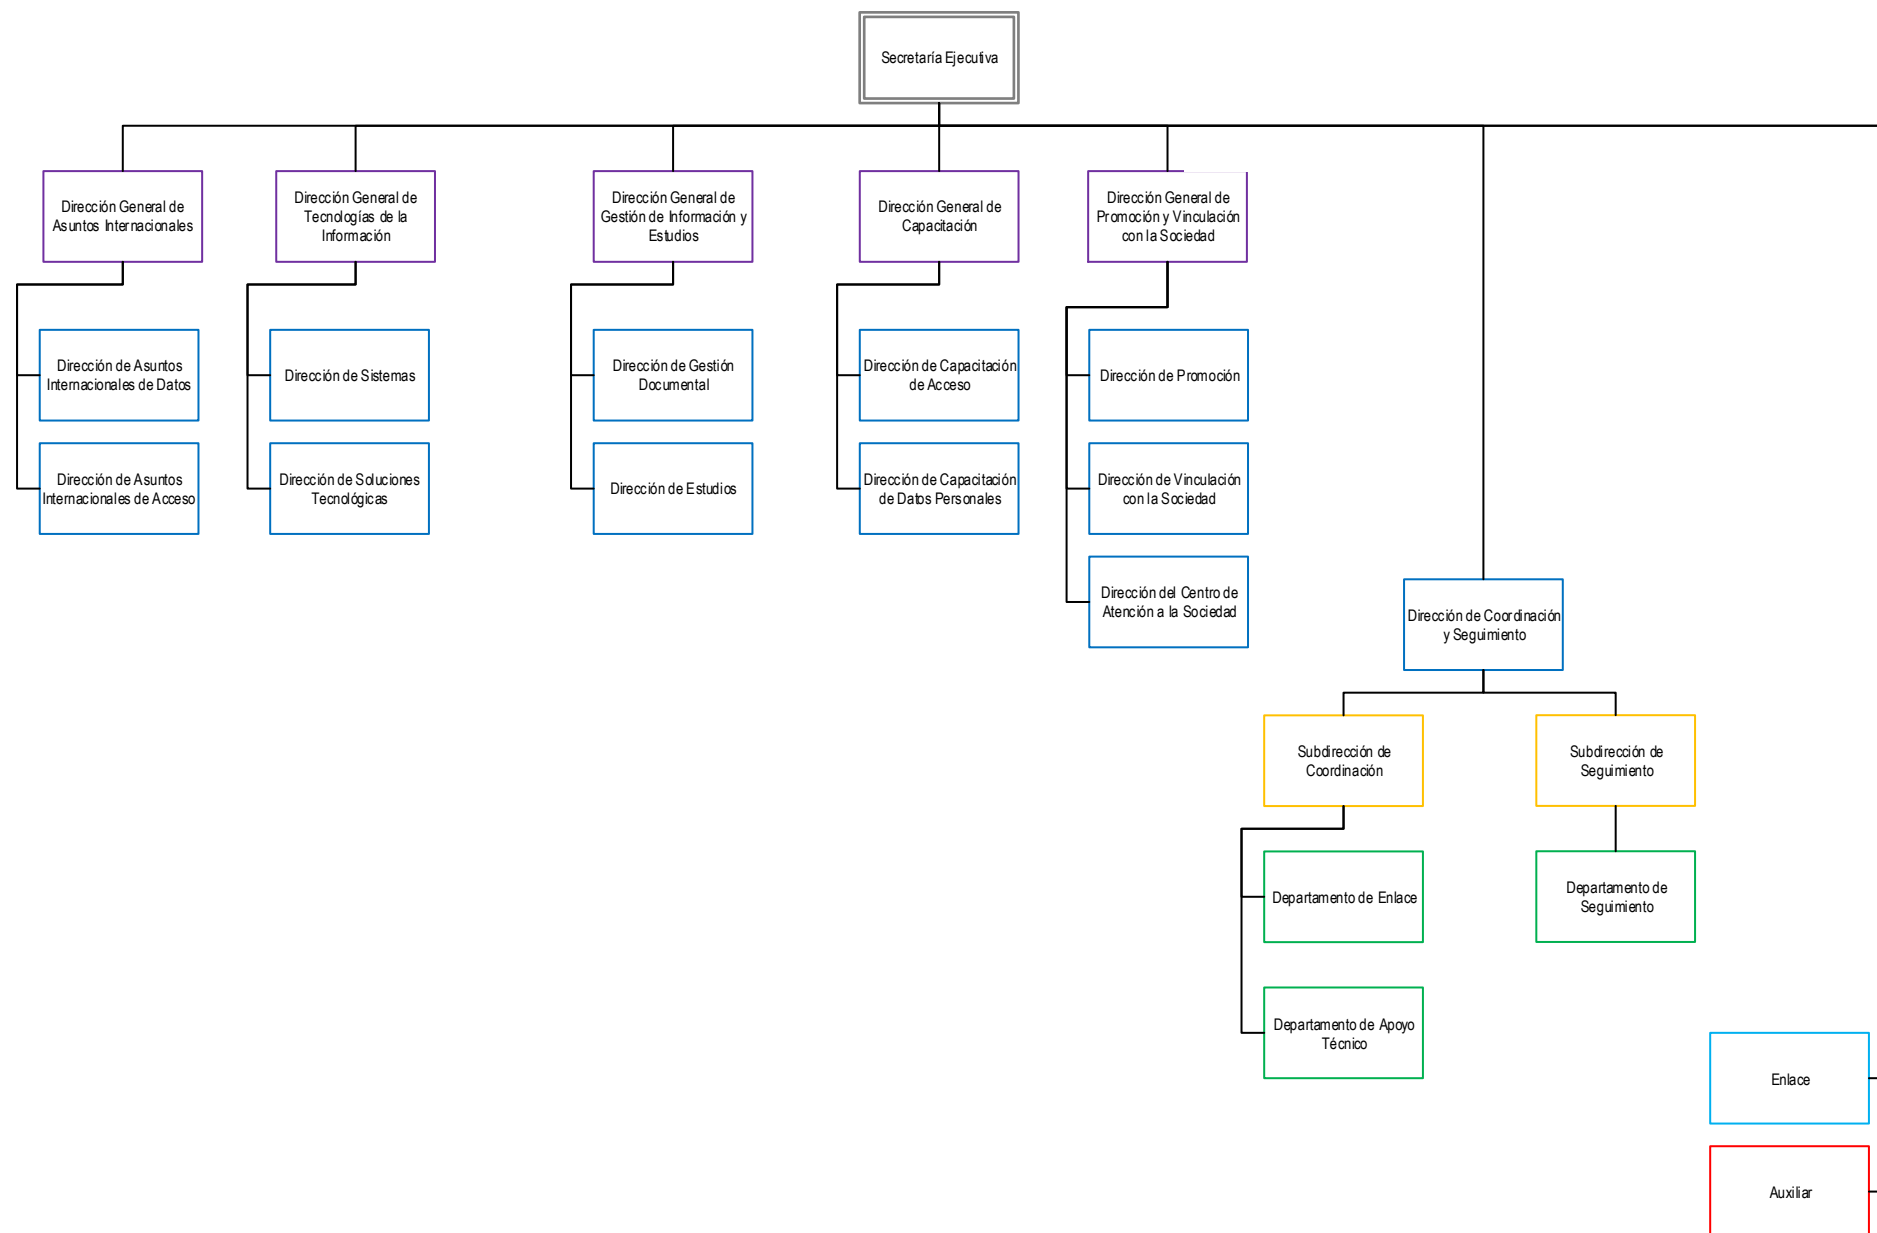 Secretaría Ejecutiva
Dirección General de
Asuntos Internacionales
Dirección General de
Tecnologías de la
Información
Dirección General de
Gestión de Información y
Estudios
Dirección General de
Capacitación
Dirección General de
Promoción y Vinculación
con la Sociedad
Dirección de Asuntos
Internacionales de Datos
Dirección de Sistemas
Dirección de Gestión
Documental
Dirección de Capacitación
de Acceso
Dirección de Promoción
Dirección de Asuntos
Internacionales de Acceso
Dirección de Soluciones
Tecnológicas
Dirección de Estudios
Dirección de Capacitación
de Datos Personales
Dirección de Vinculación
con la Sociedad
Dirección del Centro de
Atención a la Sociedad
Dirección de Coordinación
y Seguimiento
Subdirección de
Coordinación
Subdirección de
Seguimiento
Departamento de Enlace
Departamento de
Seguimiento
Departamento de Apoyo
Técnico
Enlace
Auxiliar